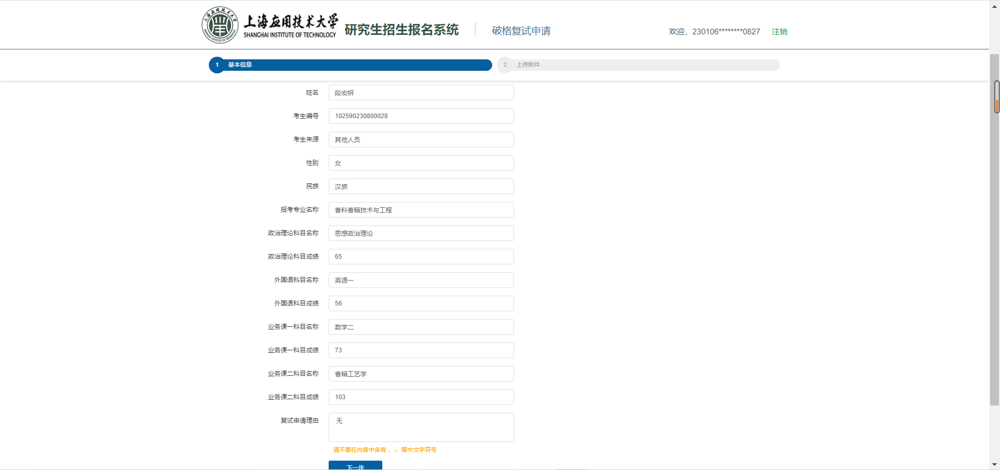 上海应用技术大学
SHANGHAI INSTITUTE OF TECHNOLOGY
研究生招生报名系统
破格复试申请
欢迎，230106********0827 注销
1 基本信息
2 上传附件
姓名 段宏妍
考生编号 102590230800028
考生来源 其他人员
性别 女
民族 汉族
报考专业名称 香料香精技术与工程
政治理论科目名称 思想政治理论
政治理论科目成绩 65
外国语科目名称 英语一
外国语科目成绩 56
业务课一科目名称 数学二
业务课一科目成绩 73
业务课二科目名称 香精工艺学
业务课二科目成绩 103
复试申请理由 无
请不要在内容中含有 , -, 等中文字符号
下一步